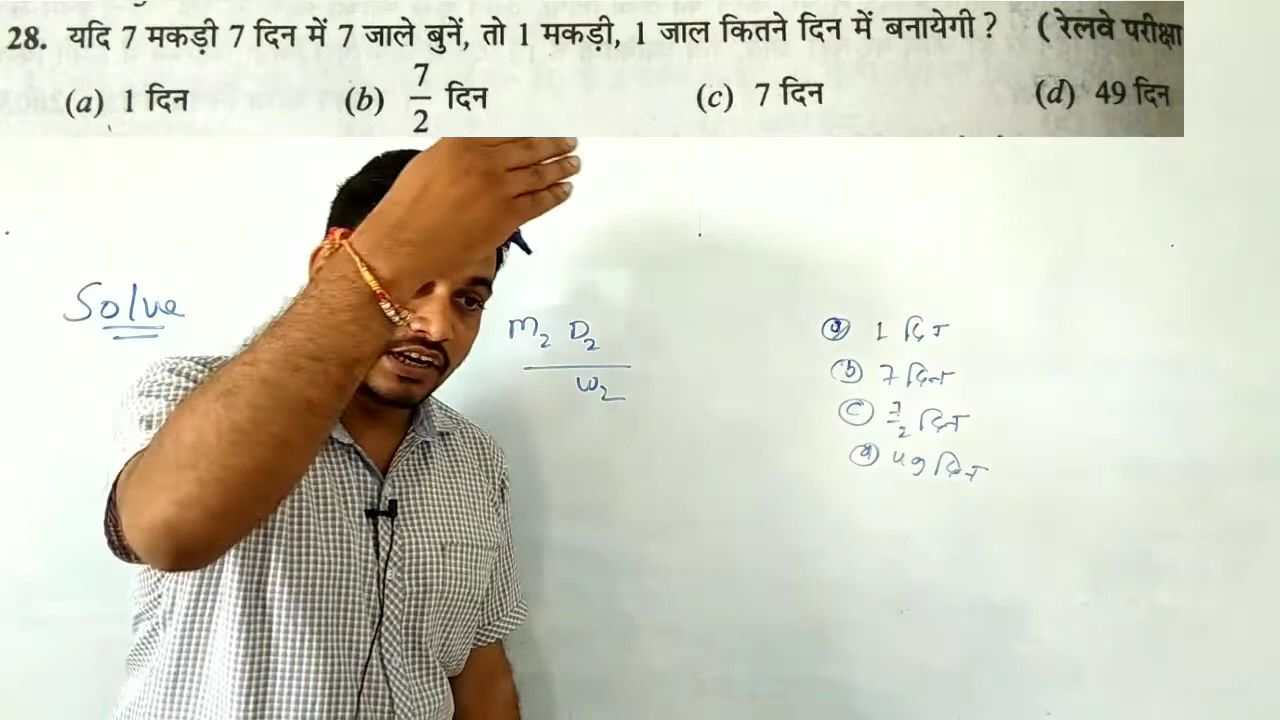 28. यदि 7 मकड़ी 7 दिन में 7 जाले बुनें, तो 1 मकड़ी, 1 जाल कितने दिन में बनायेगी ? ( रेलवे परीक्षा
(a) 1 दिन (b) 7/2 दिन (c) 7 दिन (d) 49 दिन
Solve
M₂ D₂
W₂
(a) 1 दिन
(b) 7 दिन
(c) 7/2 दिन
(d) 49 दिन